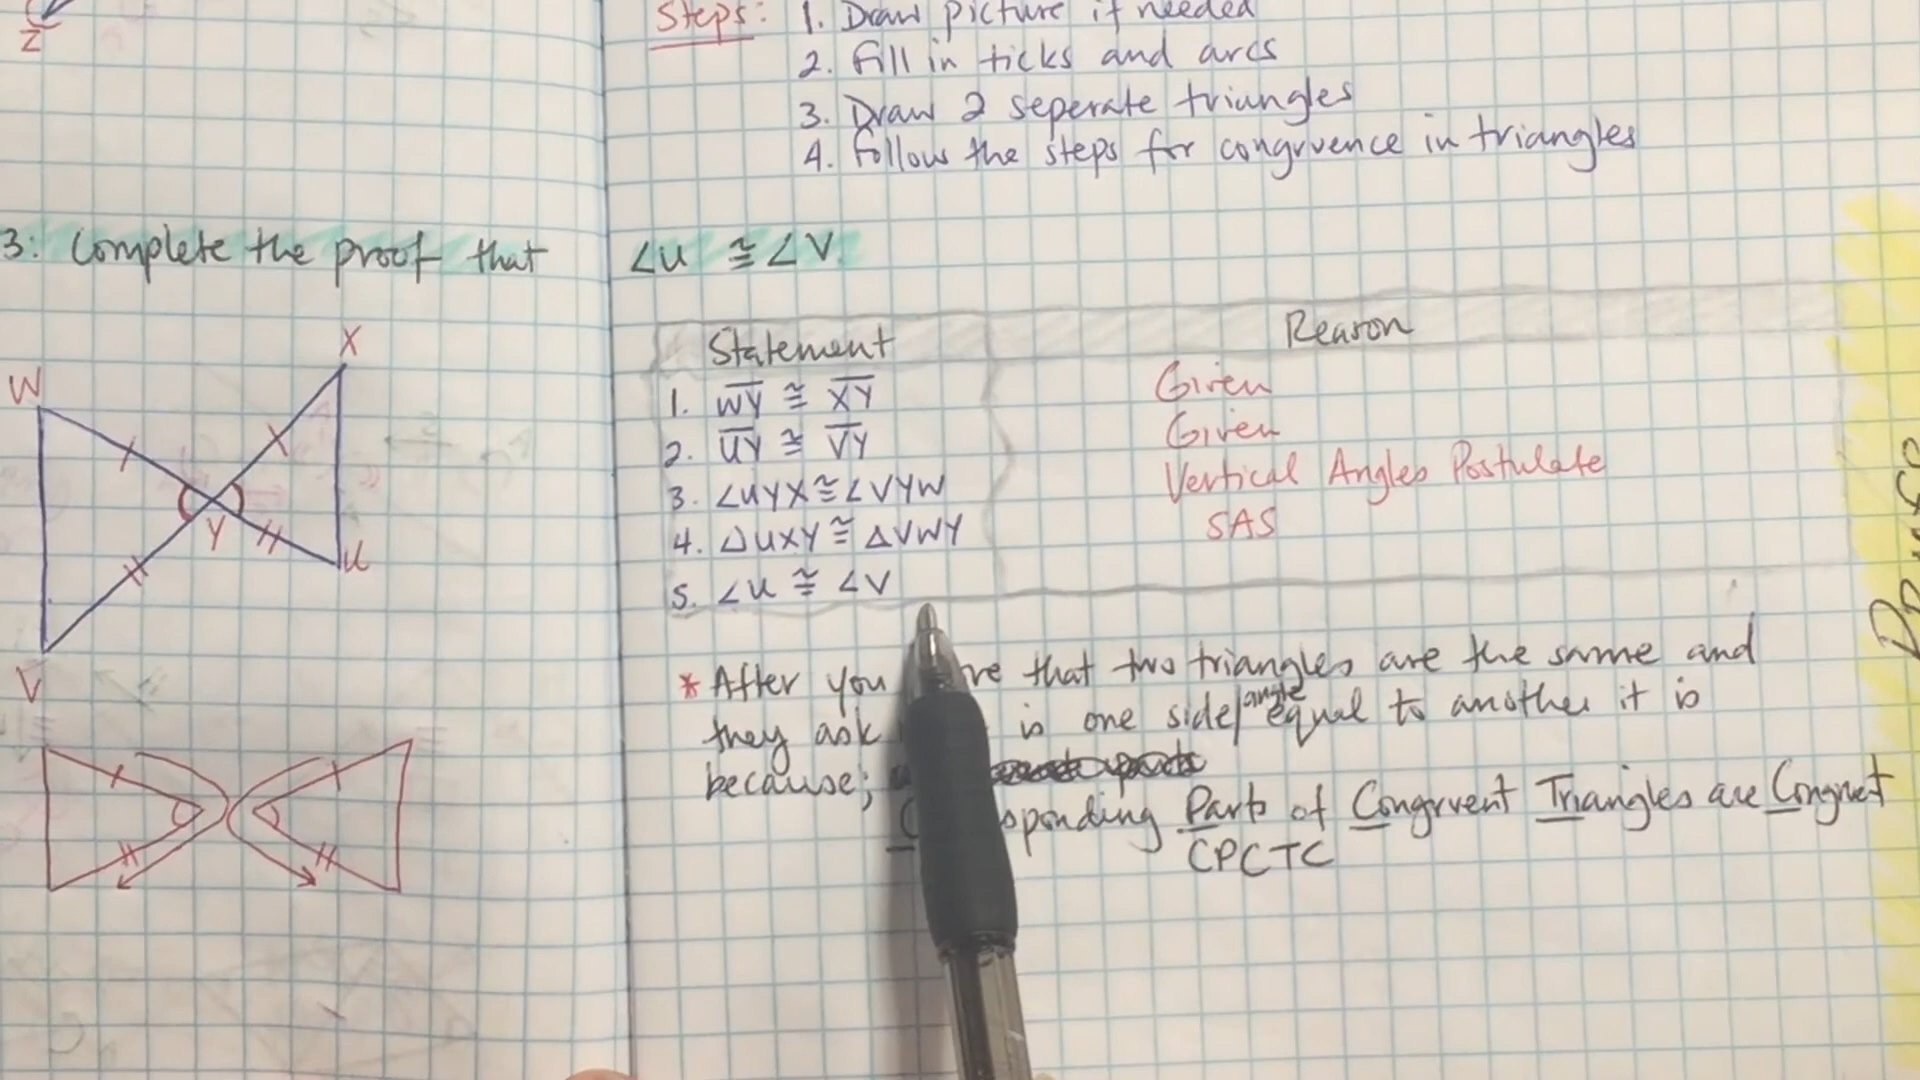 Z
Steps: 1. Draw picture if needed
2. Fill in ticks and arcs
3. Draw 2 seperate triangles
4. Follow the steps for congruence in triangles
3: Complete the proof that ∠U ≅ ∠V.
Statement Reason
1. WY ≅ XY Given
2. UY ≅ VY Given
3. ∠UYX ≅ ∠VYW Vertical Angles Postulate
4. △UXY ≅ △VWY SAS
5. ∠U ≅ ∠V
W
X
Y
U
V
* After you that two triangles are the same and
they ask is one side/angle equal to another it is
because;
Parts of Congruent Triangles are
CPCTC